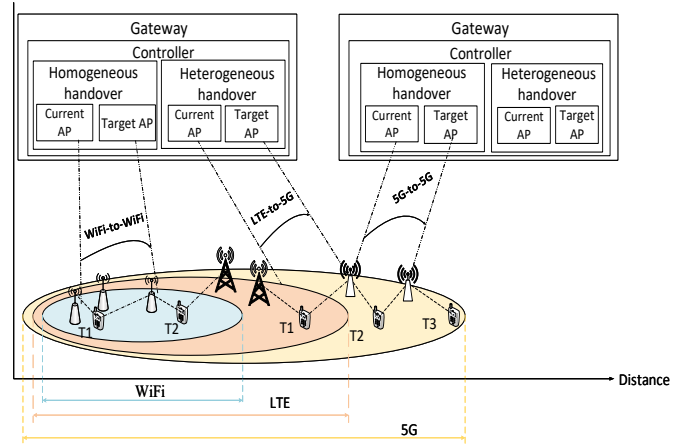 Gateway
Controller
Homogeneous
handover
Current
AP
Target AP
Heterogeneous
handover
Current
AP
Target
AP
Gateway
Controller
Homogeneous
handover
Current
AP
Target
AP
Heterogeneous
handover
Current
AP
Target
AP
WiFi-to-WiFi
LTE-to-5G
5G-to-5G
T1
T2
T1
T2
T3
Distance
WiFi
LTE
5G